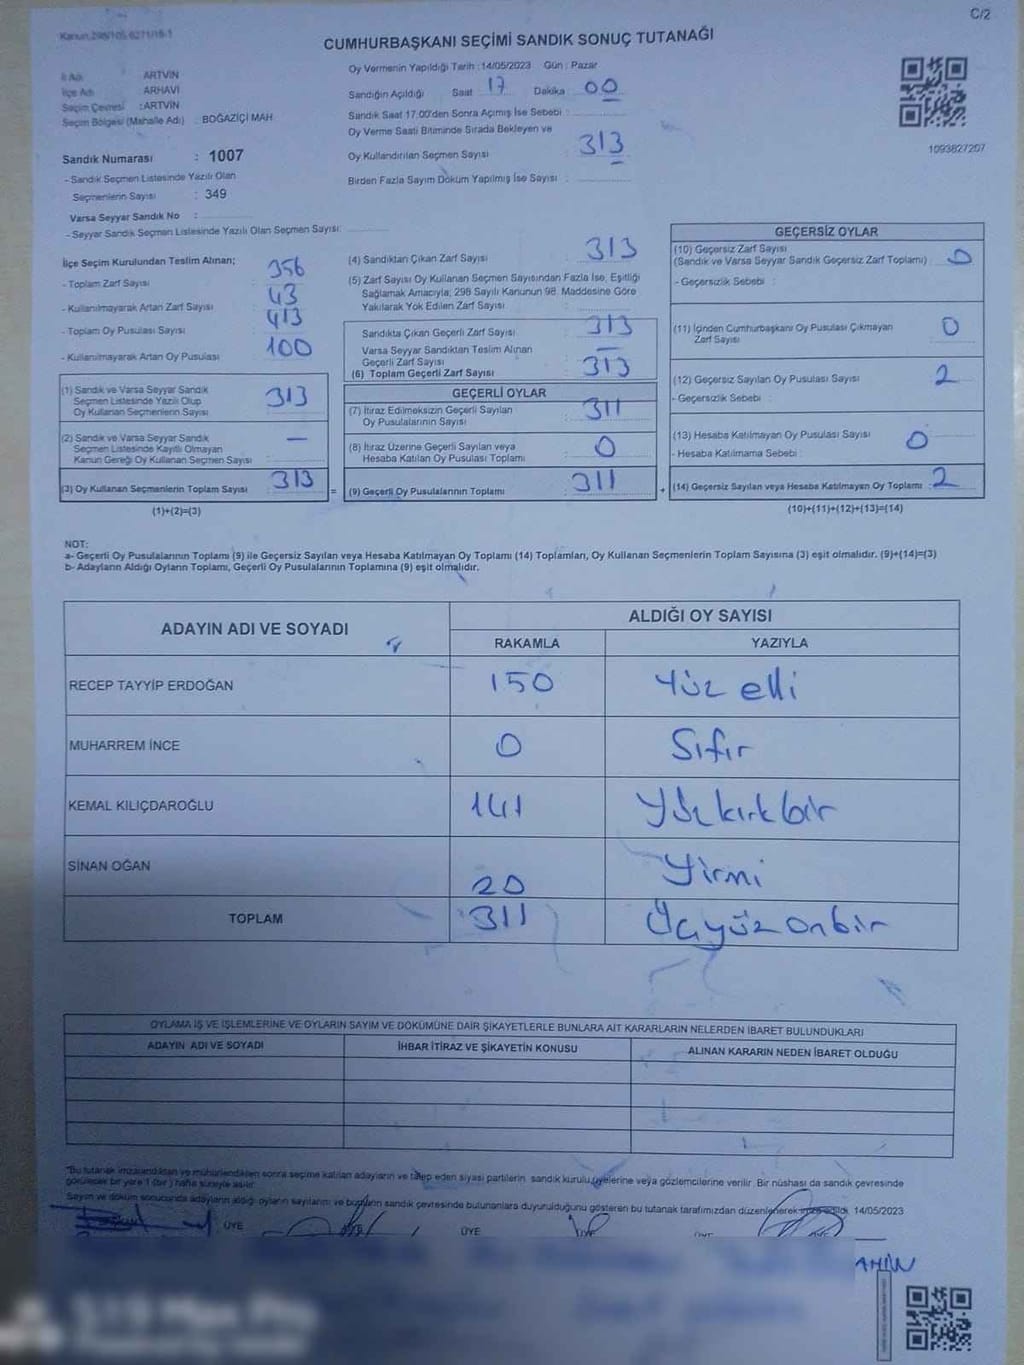 C/2
Kanun 298/105, 6271/16-1
CUMHURBAŞKANI SEÇİMİ SANDIK SONUÇ TUTANAĞI
İl Adı ARTVİN
İlçe Adı ARHAVİ
Seçim Çevresi : ARTVİN
Seçim Bölgesi (Mahalle Adı) : BOĞAZİÇİ MAH
Sandık Numarası : 1007
- Sandık Seçmen Listesinde Yazılı Olan
Seçmenlerin Sayısı : 349
Varsa Seyyar Sandık No :
- Seyyar Sandık Seçmen Listesinde Yazılı Olan Seçmen Sayısı:
Oy Vermenin Yapıldığı Tarih : 14/05/2023 Gün : Pazar
Sandığın Açıldığı Saat 17 Dakika 00
Sandık Saat 17:00'den Sonra Açımış İse Sebebi :
Oy Verme Saati Bitiminde Sırada Bekleyen ve
Oy Kullandırılan Seçmen Sayısı : 313
Birden Fazla Sayım Döküm Yapılmış İse Sayısı :
1093827207
İlçe Seçim Kurulundan Teslim Alınan;
- Toplam Zarf Sayısı : 356
- Kullanılmayarak Artan Zarf Sayısı : 43
- Toplam Oy Pusulası Sayısı : 413
- Kullanılmayarak Artan Oy Pusulası : 100
(1) Sandık ve Varsa Seyyar Sandık
Seçmen Listesinde Yazılı Olup
Oy Kullanan Seçmenlerin Sayısı : 313
(2) Sandık ve Varsa Seyyar Sandık
Seçmen Listesinde Kayıtlı Olmayan
Kanun Gereği Oy Kullanan Seçmen Sayısı : —
(3) Oy Kullanan Seçmenlerin Toplam Sayısı : 313
(1)+(2)=(3)
(4) Sandıktan Çıkan Zarf Sayısı : 313
(5) Zarf Sayısı Oy Kullanan Seçmen Sayısından Fazla İse, Eşitliği
Sağlamak Amacıyla; 298 Sayılı Kanunun 98. Maddesine Göre
Yakılarak Yok Edilen Zarf Sayısı :
Sandıkta Çıkan Geçerli Zarf Sayısı : 313
Varsa Seyyar Sandıktan Teslim Alınan
Geçerli Zarf Sayısı : —
(6) Toplam Geçerli Zarf Sayısı : 313
GEÇERLİ OYLAR
(7) İtiraz Edilmeksizin Geçerli Sayılan
Oy Pusulalarının Sayısı : 311
(8) İtiraz Üzerine Geçerli Sayılan veya
Hesaba Katılan Oy Pusulası Toplamı : 0
= (9) Geçerli Oy Pusulalarının Toplamı : 311
GEÇERSİZ OYLAR
(10) Geçersiz Zarf Sayısı
(Sandık ve Varsa Seyyar Sandık Geçersiz Zarf Toplamı) : 0
- Geçersizlik Sebebi :
(11) İçinden Cumhurbaşkanı Oy Pusulası Çıkmayan
Zarf Sayısı : 0
(12) Geçersiz Sayılan Oy Pusulası Sayısı : 2
- Geçersizlik Sebebi :
(13) Hesaba Katılmayan Oy Pusulası Sayısı : 0
- Hesaba Katılmama Sebebi :
+ (14) Geçersiz Sayılan veya Hesaba Katılmayan Oy Toplamı : 2
(10)+(11)+(12)+(13)=(14)
NOT:
a- Geçerli Oy Pusulalarının Toplamı (9) ile Geçersiz Sayılan veya Hesaba Katılmayan Oy Toplamı (14) Toplamları, Oy Kullanan Seçmenlerin Toplam Sayısına (3) eşit olmalıdır. (9)+(14)=(3)
b- Adayların Aldığı Oyların Toplamı, Geçerli Oy Pusulalarının Toplamına (9) eşit olmalıdır.
ADAYIN ADI VE SOYADI
ALDIĞI OY SAYISI
RAKAMLA YAZIYLA
RECEP TAYYİP ERDOĞAN 150 Yüz elli
MUHARREM İNCE 0 Sıfır
KEMAL KILIÇDAROĞLU 141 Yüzkırkbir
SİNAN OĞAN 20 Yirmi
TOPLAM 311 Üçyüzonbir
OYLAMA İŞ VE İŞLEMLERİNE VE OYLARIN SAYIM VE DÖKÜMÜNE DAİR ŞİKAYETLERLE BUNLARA AİT KARARLARIN NELERDEN İBARET BULUNDUKLARI
ADAYIN ADI VE SOYADI İHBAR İTİRAZ VE ŞİKAYETİN KONUSU ALINAN KARARIN NEDEN İBARET OLDUĞU
"Bu tutanak imzalandıktan ve mühürlendikten sonra seçime katılan adayların ve talep eden siyasi partilerin sandık kurulu üyelerine veya gözlemcilerine verilir. Bir nüshası da sandık çevresinde
görülecek bir yere 1 (bir) hafta süreyle asılır.
Sayım ve döküm sonucunda adayların aldığı oyların sayılarını ve bunların sandık çevresinde bulunanlara duyurulduğunu gösteren bu tutanak tarafımızdan düzenlenerek imza edildi. 14/05/2023
ÜYE ÜYE ÜYE ÜYE